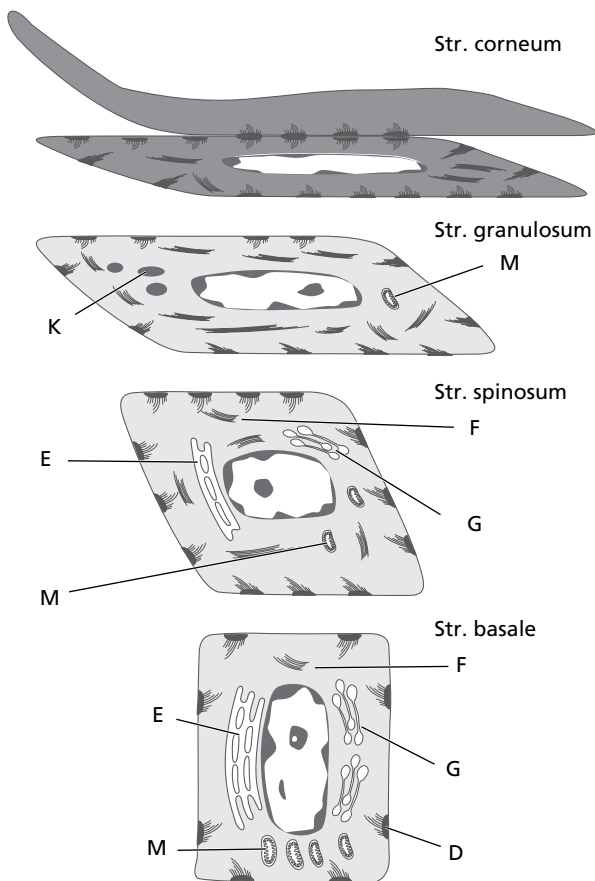 Str. corneum
Str. granulosum
M
K
Str. spinosum
F
E
G
M
Str. basale
F
E
G
M
D